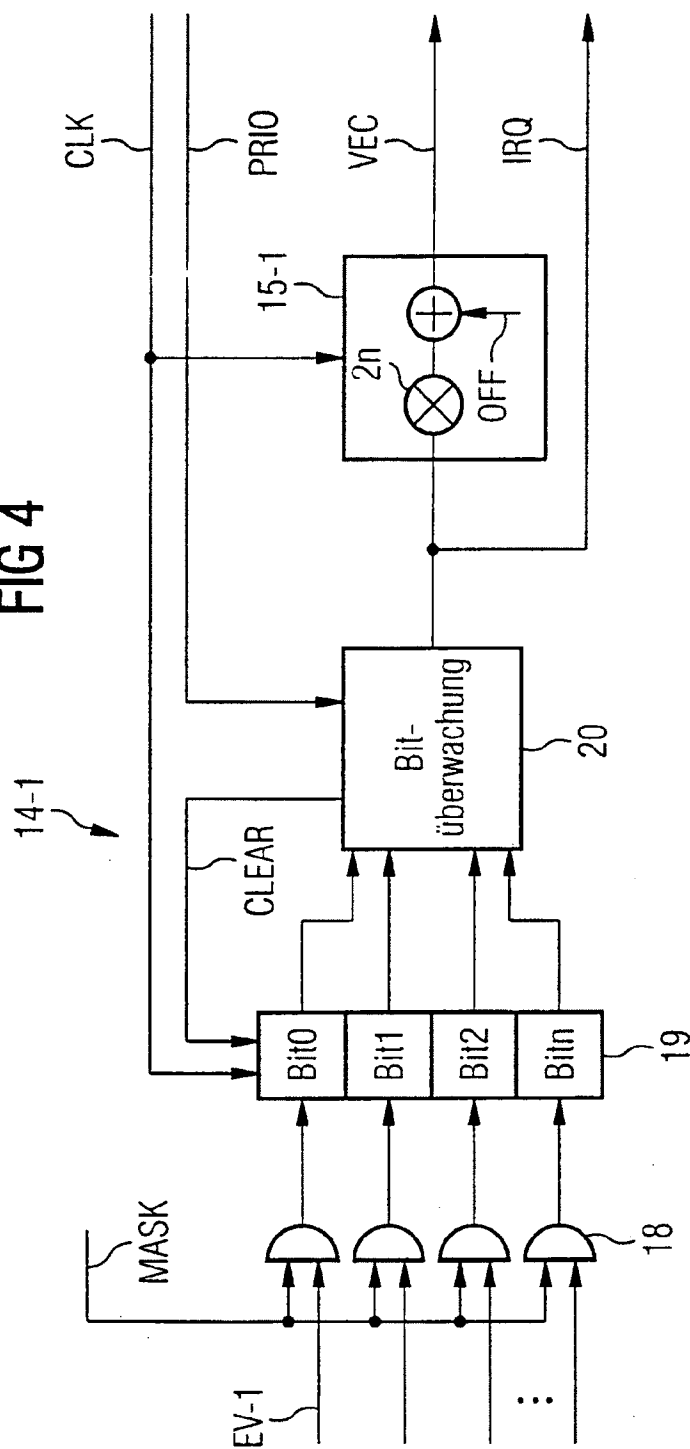 FIG 4
14-1
CLK
PRIO
MASK
CLEAR
15-1
2n
OFF
VEC
IRQ
EV-1
...
Bit0
Bit1
Bit2
Bitn
Bit-
überwachung
18
19
20